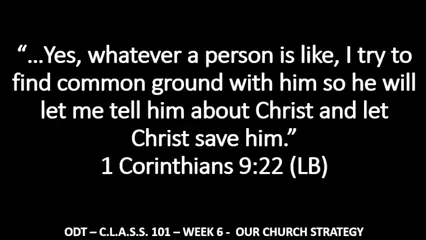 “…Yes, whatever a person is like, I try to
find common ground with him so he will
let me tell him about Christ and let
Christ save him.”
1 Corinthians 9:22 (LB)
ODT – C.L.A.S.S. 101 – WEEK 6 - OUR CHURCH STRATEGY